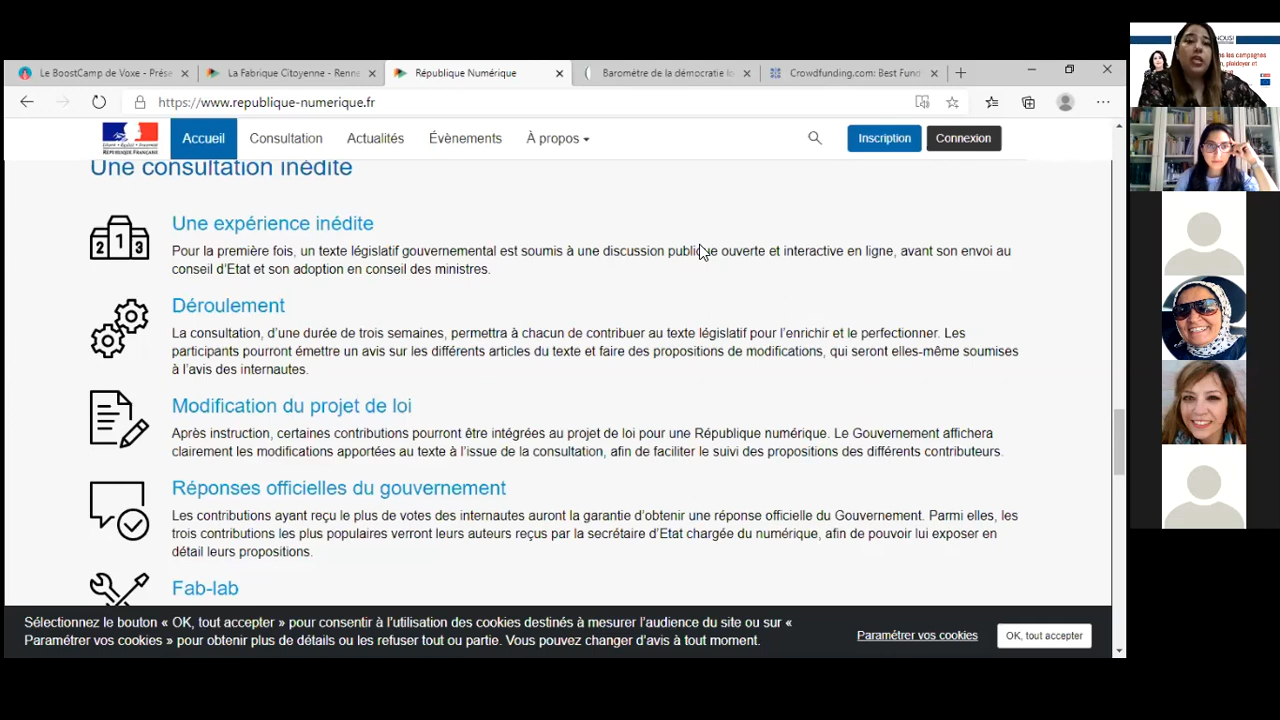 Le BoostCamp de Voxe - Prése
La Fabrique Citoyenne - Renne
République Numérique
Baromètre de la démocratie lo
Crowdfunding.com: Best Fund
https://www.republique-numerique.fr
RÉPUBLIQUE FRANÇAISE
Accueil
Consultation
Actualités
Évènements
À propos
Inscription
Connexion
Une consultation inédite
2 1 3
Une expérience inédite
Pour la première fois, un texte législatif gouvernemental est soumis à une discussion publique ouverte et interactive en ligne, avant son envoi au
conseil d'Etat et son adoption en conseil des ministres.
Déroulement
La consultation, d'une durée de trois semaines, permettra à chacun de contribuer au texte législatif pour l'enrichir et le perfectionner. Les
participants pourront émettre un avis sur les différents articles du texte et faire des propositions de modifications, qui seront elles-même soumises
à l'avis des internautes.
Modification du projet de loi
Après instruction, certaines contributions pourront être intégrées au projet de loi pour une République numérique. Le Gouvernement affichera
clairement les modifications apportées au texte à l'issue de la consultation, afin de faciliter le suivi des propositions des différents contributeurs.
Réponses officielles du gouvernement
Les contributions ayant reçu le plus de votes des internautes auront la garantie d'obtenir une réponse officielle du Gouvernement. Parmi elles, les
trois contributions les plus populaires verront leurs auteurs reçus par la secrétaire d'Etat chargée du numérique, afin de pouvoir lui exposer en
détail leurs propositions.
Fab-lab
Sélectionnez le bouton « OK, tout accepter » pour consentir à l'utilisation des cookies destinés à mesurer l'audience du site ou sur «
Paramétrer vos cookies » pour obtenir plus de détails ou les refuser tout ou partie. Vous pouvez changer d'avis à tout moment.
Paramétrer vos cookies
OK, tout accepter
les campagnes
plaidoyer et